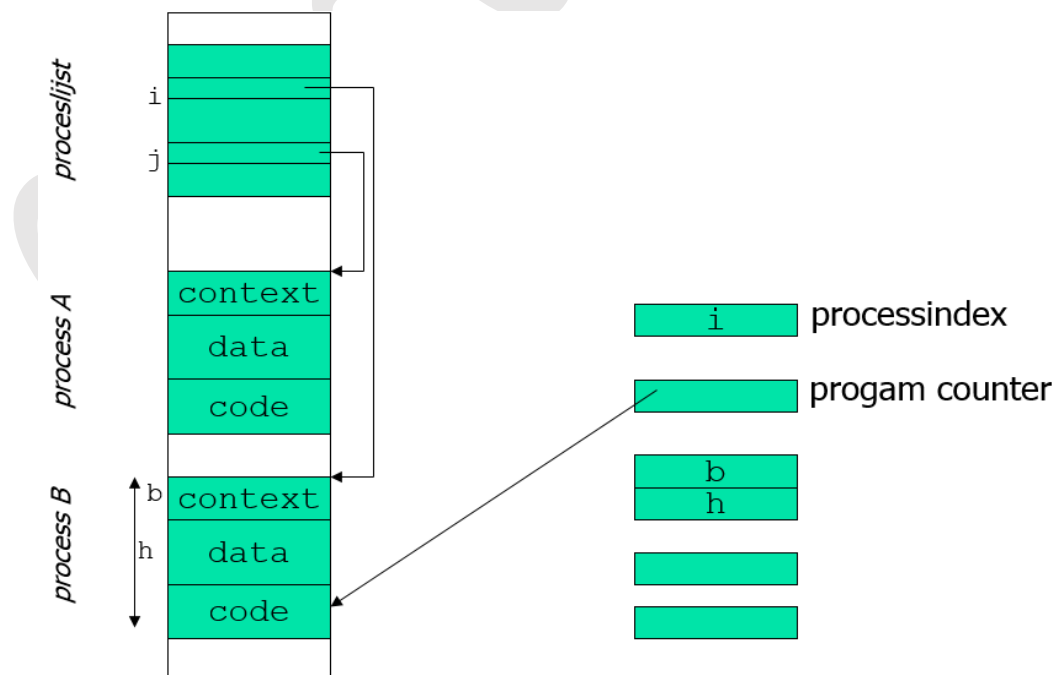 proceslijst
i
j
process A
context
data
code
process B
b
h
context
data
code
i
processindex
progam counter
b
h